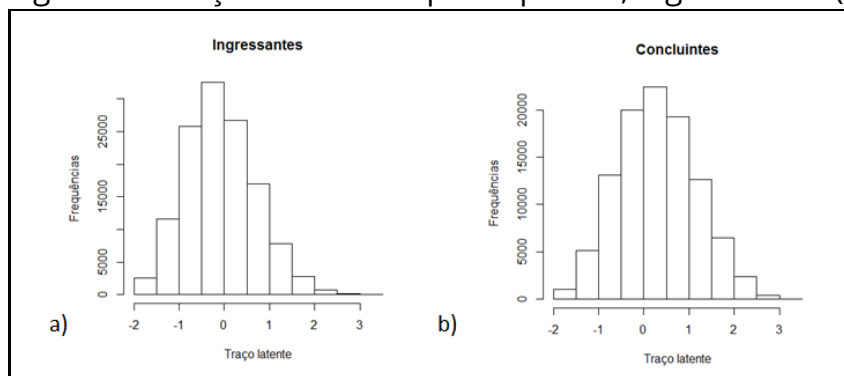 Ingressantes
Frequências
0
5000
15000
25000
-2 -1 0 1 2 3
Traço latente
a)
Concluintes
Frequências
0
5000
10000
15000
20000
-2 -1 0 1 2 3
Traço latente
b)